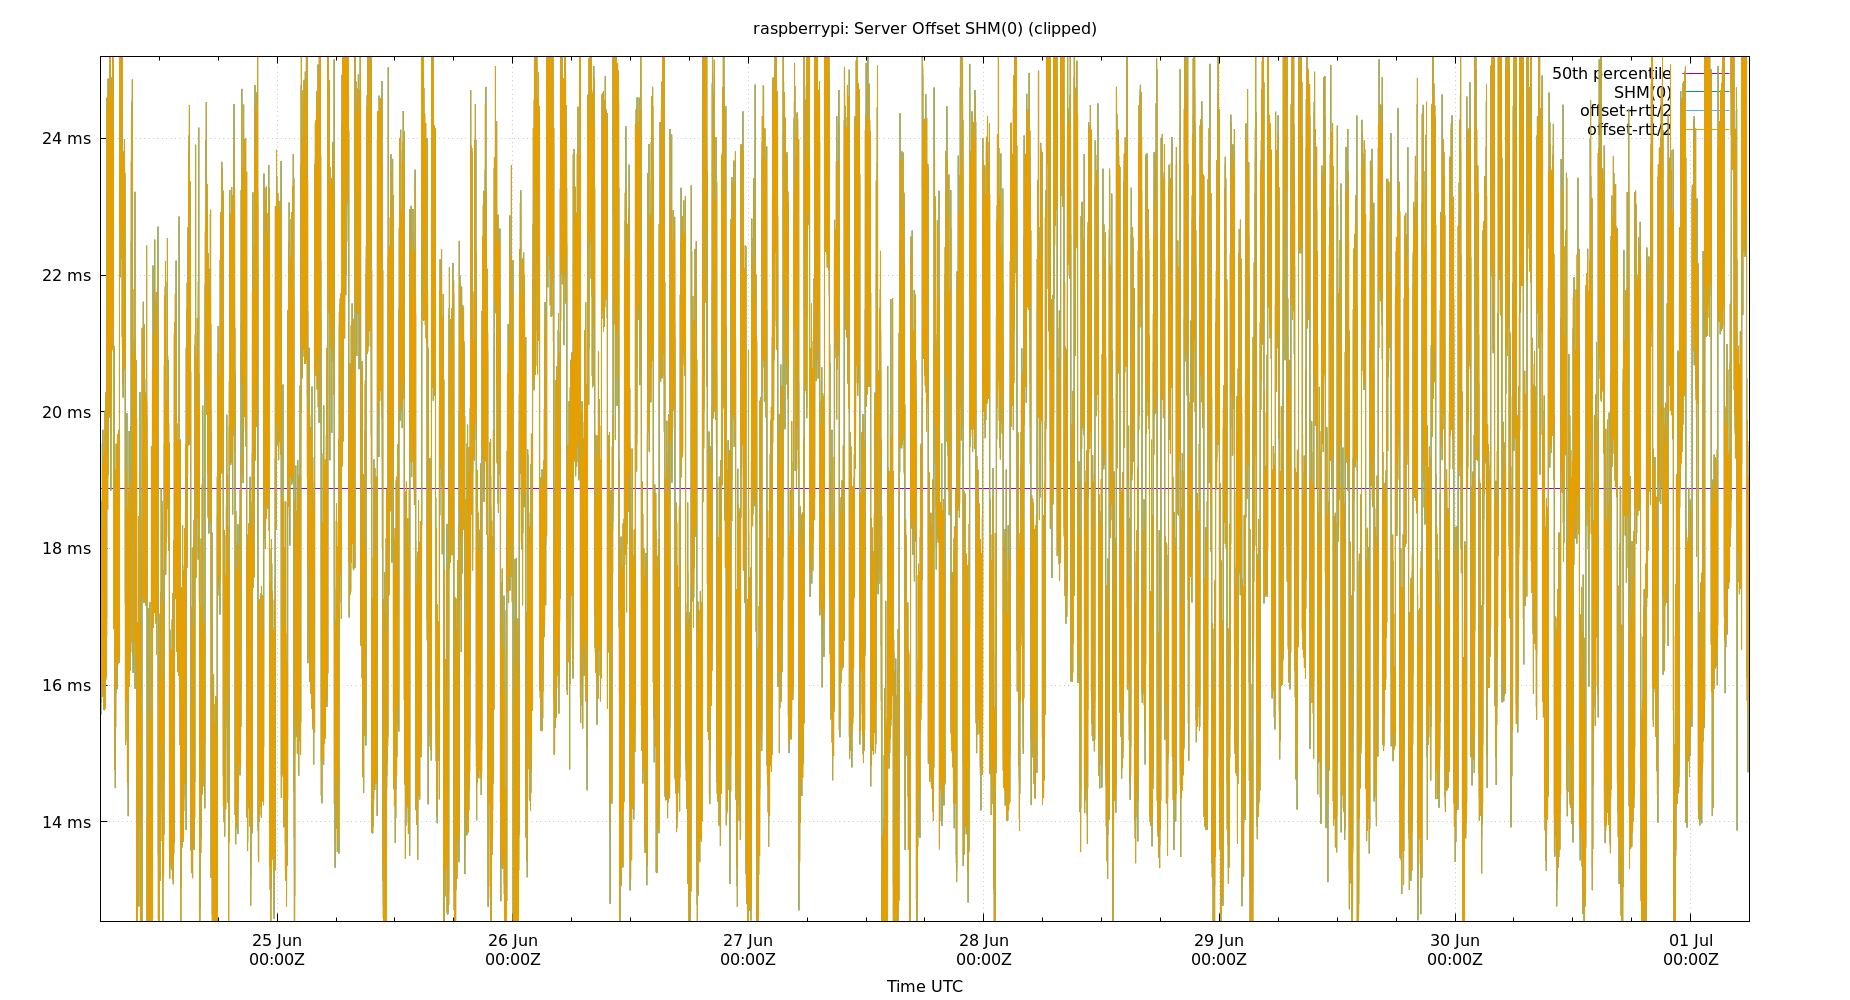 raspberrypi: Server Offset SHM(0) (clipped)
50th percentile
SHM(0)
offset+rtt/2
offset-rtt/2
24 ms
22 ms
20 ms
18 ms
16 ms
14 ms
25 Jun 26 Jun 27 Jun 28 Jun 29 Jun 30 Jun 01 Jul
00:00Z 00:00Z 00:00Z 00:00Z 00:00Z 00:00Z 00:00Z
Time UTC